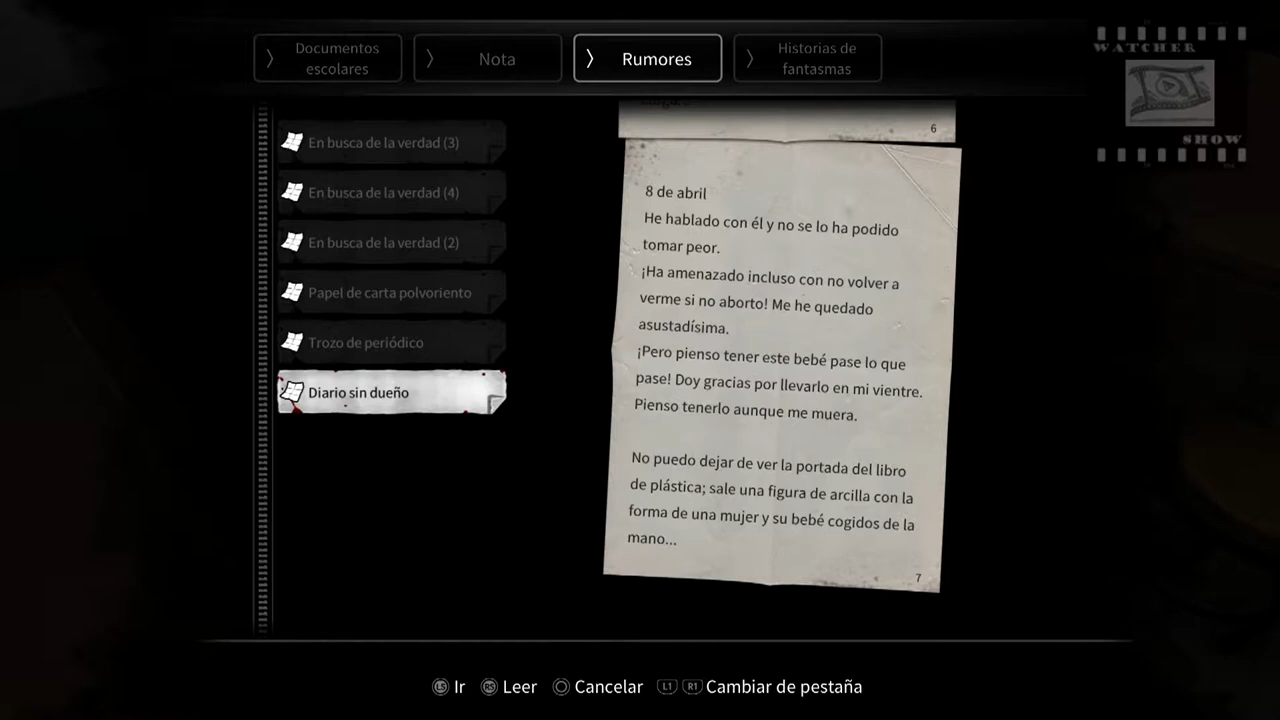 Documentos
escolares
Nota
Rumores
Historias de
fantasmas
WATCHER
SHOW
En busca de la verdad (3)
En busca de la verdad (4)
En busca de la verdad (2)
Papel de carta polvoriento
Trozo de periódico
Diario sin dueño
6
8 de abril
He hablado con él y no se lo ha podido
tomar peor.
¡Ha amenazado incluso con no volver a
verme si no aborto! Me he quedado
asustadísima.
¡Pero pienso tener este bebé pase lo que
pase! Doy gracias por llevarlo en mi vientre.
Pienso tenerlo aunque me muera.
No puedo dejar de ver la portada del libro
de plástica; sale una figura de arcilla con la
forma de una mujer y su bebé cogidos de la
mano...
7
LS Ir RS Leer Cancelar L1 R1 Cambiar de pestaña